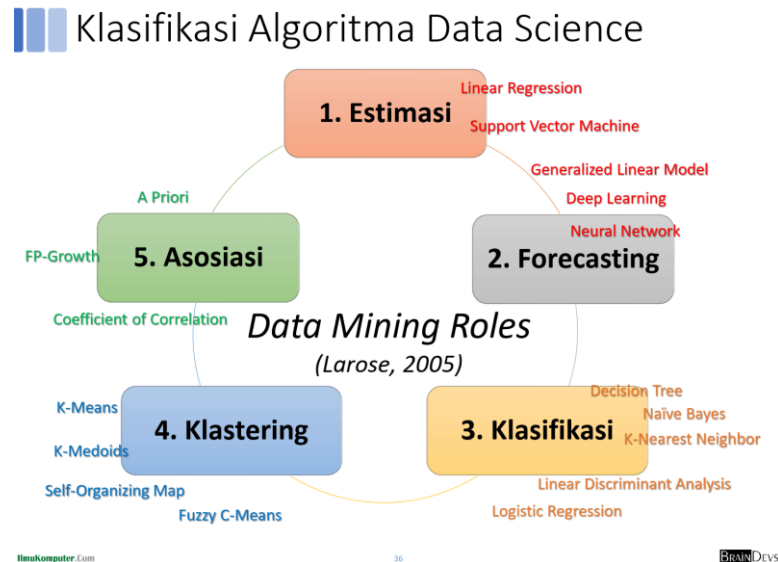 Klasifikasi Algoritma Data Science
1. Estimasi
Linear Regression
Support Vector Machine
Generalized Linear Model
Deep Learning
Neural Network
2. Forecasting
Decision Tree
Naïve Bayes
K-Nearest Neighbor
3. Klasifikasi
Linear Discriminant Analysis
Logistic Regression
4. Klastering
K-Means
K-Medoids
Self-Organizing Map
Fuzzy C-Means
5. Asosiasi
A Priori
FP-Growth
Coefficient of Correlation
Data Mining Roles
(Larose, 2005)
IlmuKomputer.Com
36
BRAINDEVS